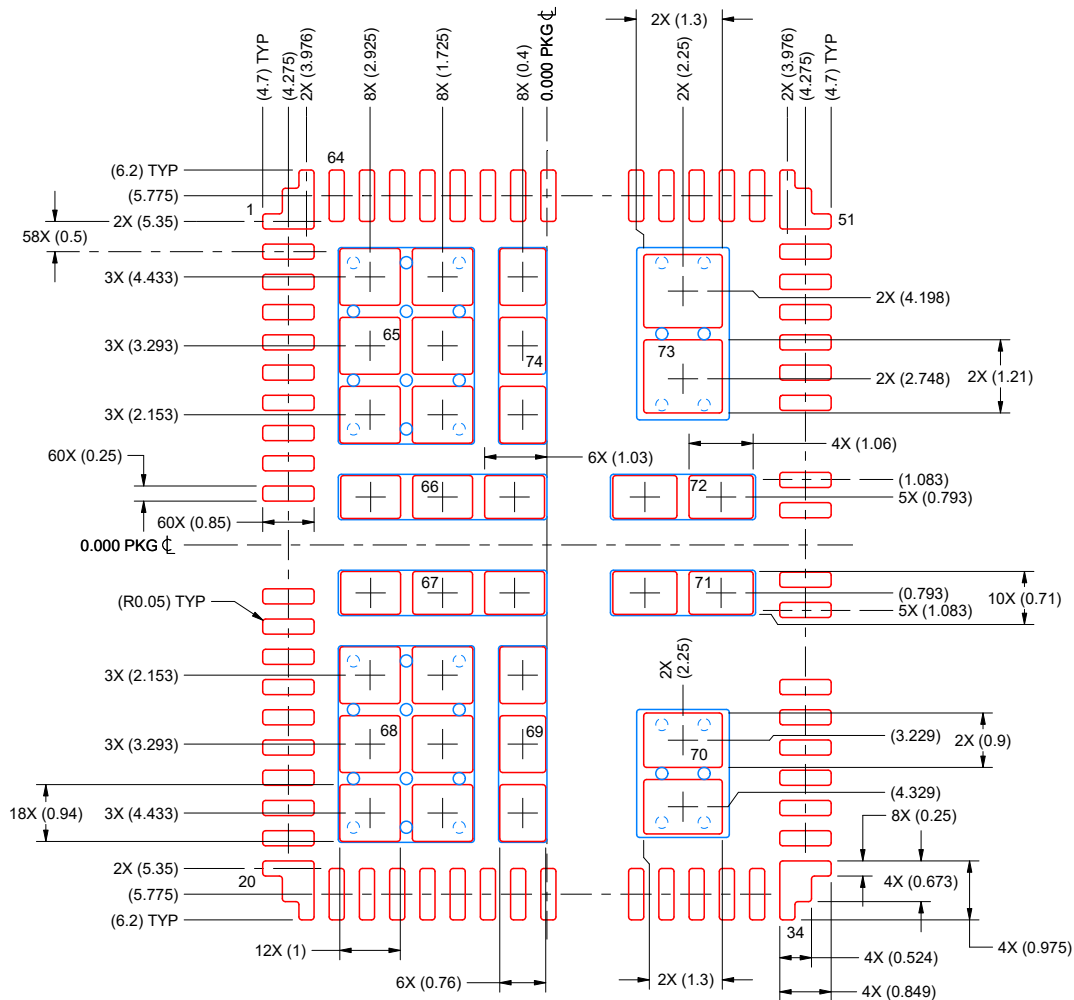 (4.7) TYP
(4.275)
2X (3.976)
8X (2.925)
8X (1.725)
8X (0.4)
0.000 PKG ℄
2X (1.3)
2X (2.25)
2X (3.976)
(4.275)
(4.7) TYP
(6.2) TYP
64
(5.775)
1
2X (5.35)
51
58X (0.5)
3X (4.433)
2X (4.198)
65
3X (3.293)
74
73
2X (2.748)
2X (1.21)
3X (2.153)
60X (0.25)
6X (1.03)
4X (1.06)
66
72
(1.083)
5X (0.793)
60X (0.85)
0.000 PKG ℄
67
71
(0.793)
10X (0.71)
(R0.05) TYP
5X (1.083)
3X (2.153)
2X
(2.25)
68
69
3X (3.293)
70
(3.229)
2X (0.9)
(4.329)
18X (0.94)
3X (4.433)
8X (0.25)
2X (5.35)
20
4X (0.673)
(5.775)
(6.2) TYP
34
12X (1)
4X (0.975)
4X (0.524)
6X (0.76)
2X (1.3)
4X (0.849)